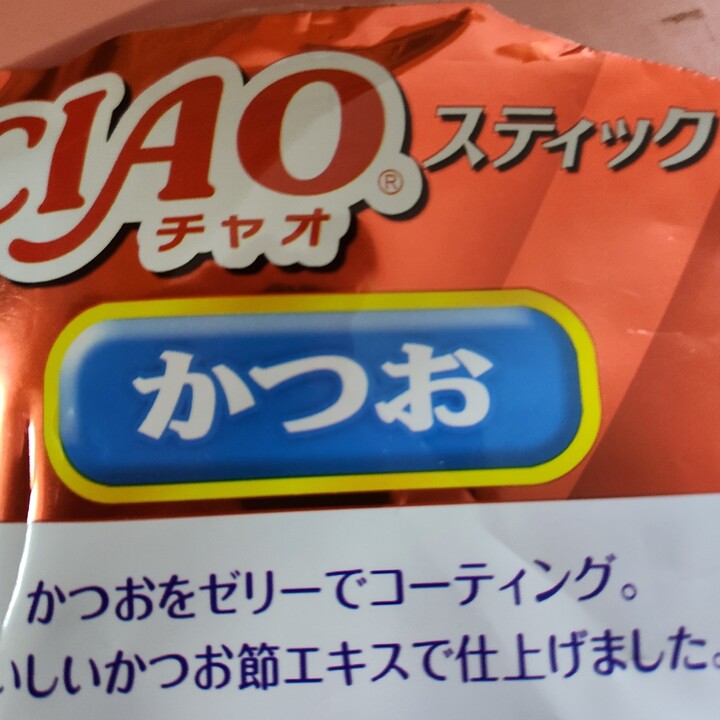 CIAO® スティック
チャオ
かつお
かつおをゼリーでコーティング。
いしいかつお節エキスで仕上げました。